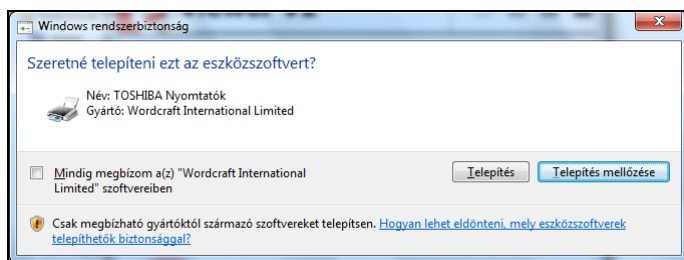 Windows rendszerbiztonság
Szeretné telepíteni ezt az eszközszoftvert?
Név: TOSHIBA Nyomtatók
Gyártó: Wordcraft International Limited
Mindig megbízom a(z) "Wordcraft International
Limited" szoftvereiben
Telepítés
Telepítés mellőzése
Csak megbízható gyártóktól származó szoftvereket telepítsen. Hogyan lehet eldönteni, mely eszközszoftverek
telepíthetők biztonsággal?